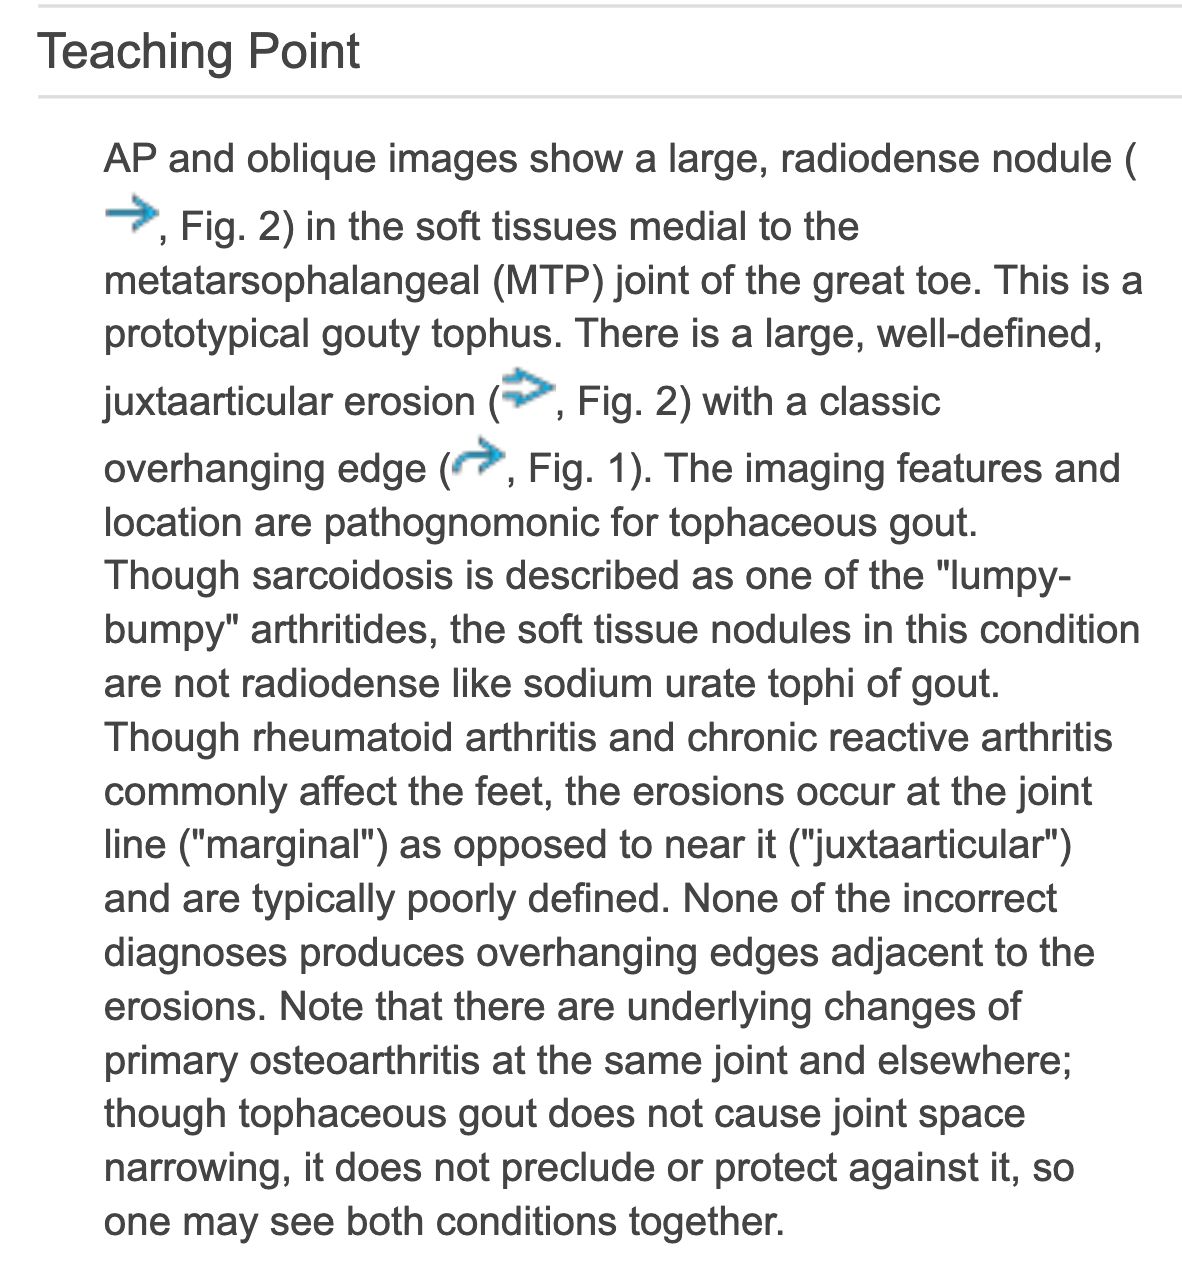 Teaching Point
AP and oblique images show a large, radiodense nodule (
, Fig. 2) in the soft tissues medial to the
metatarsophalangeal (MTP) joint of the great toe. This is a
prototypical gouty tophus. There is a large, well-defined,
juxtaarticular erosion ( , Fig. 2) with a classic
overhanging edge ( , Fig. 1). The imaging features and
location are pathognomonic for tophaceous gout.
Though sarcoidosis is described as one of the "lumpy-
bumpy" arthritides, the soft tissue nodules in this condition
are not radiodense like sodium urate tophi of gout.
Though rheumatoid arthritis and chronic reactive arthritis
commonly affect the feet, the erosions occur at the joint
line ("marginal") as opposed to near it ("juxtaarticular")
and are typically poorly defined. None of the incorrect
diagnoses produces overhanging edges adjacent to the
erosions. Note that there are underlying changes of
primary osteoarthritis at the same joint and elsewhere;
though tophaceous gout does not cause joint space
narrowing, it does not preclude or protect against it, so
one may see both conditions together.